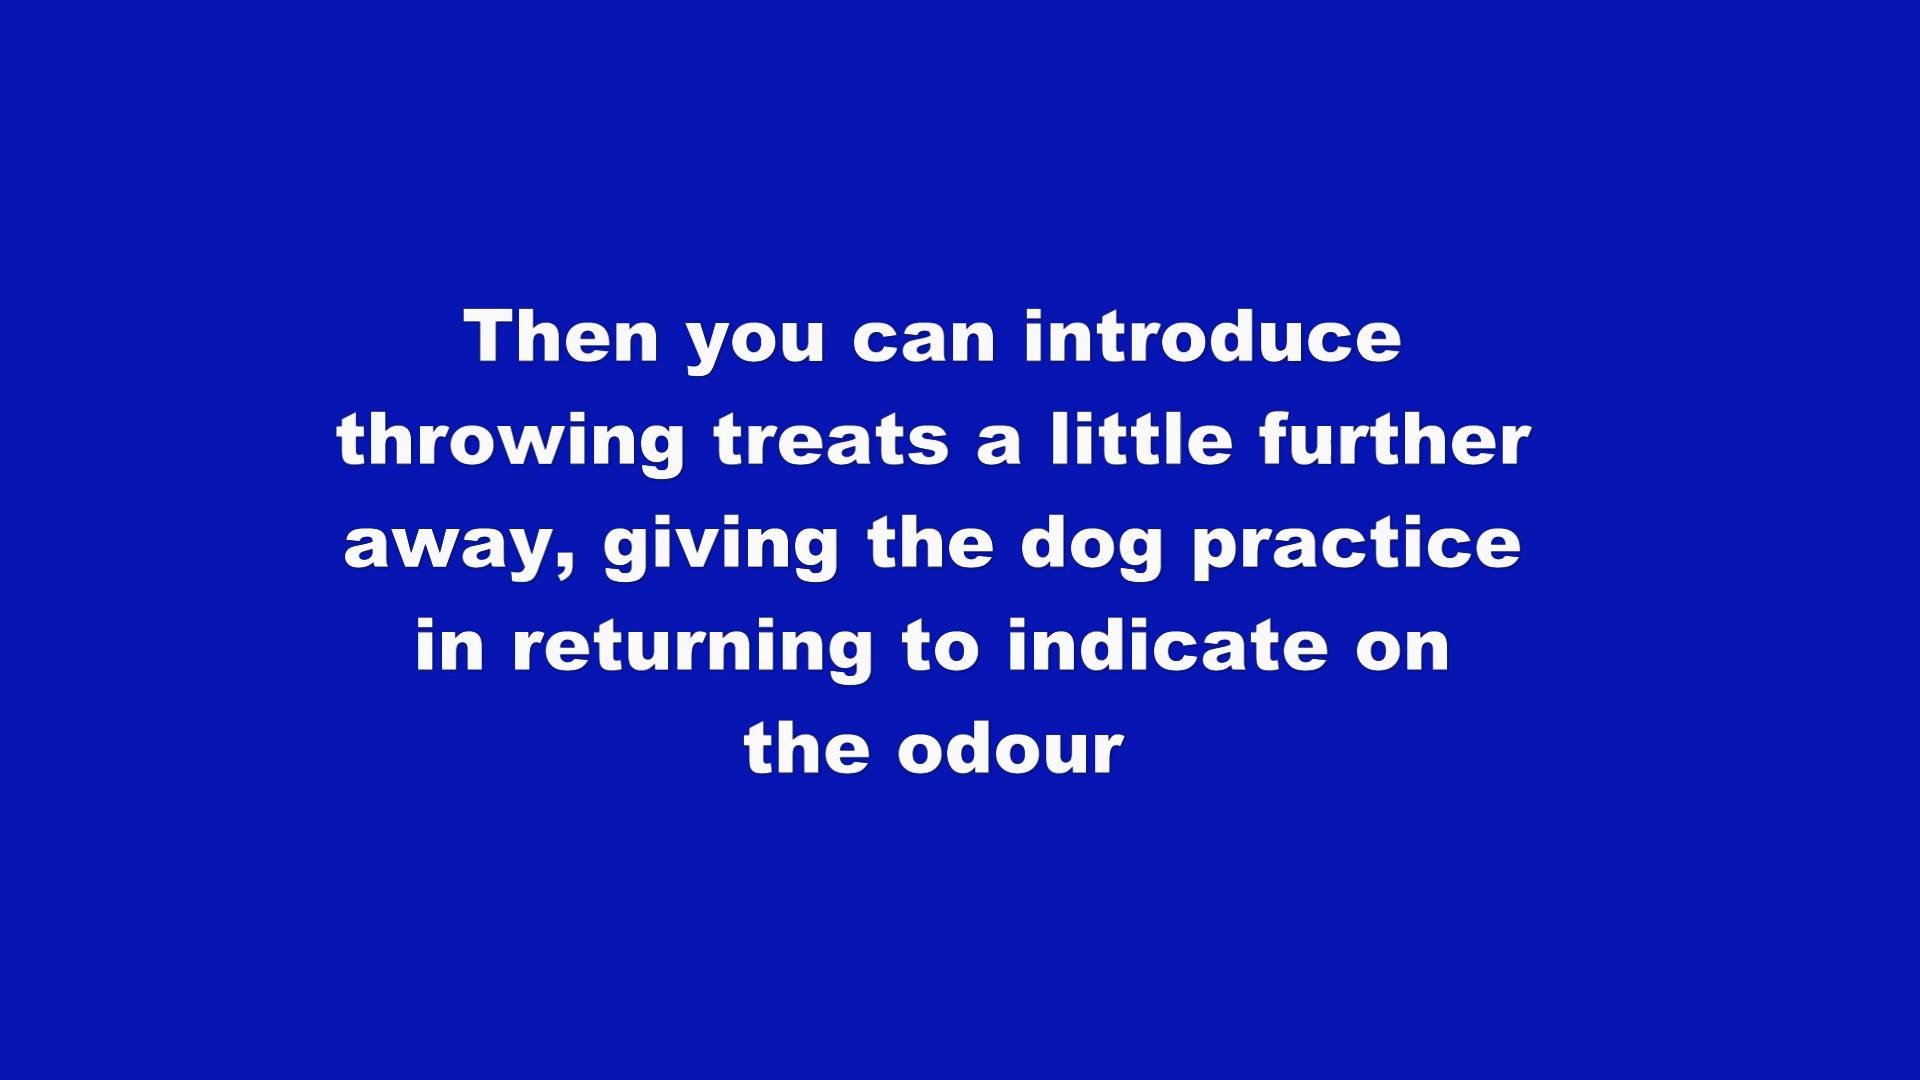 Then you can introduce
throwing treats a little further
away, giving the dog practice
in returning to indicate on
the odour